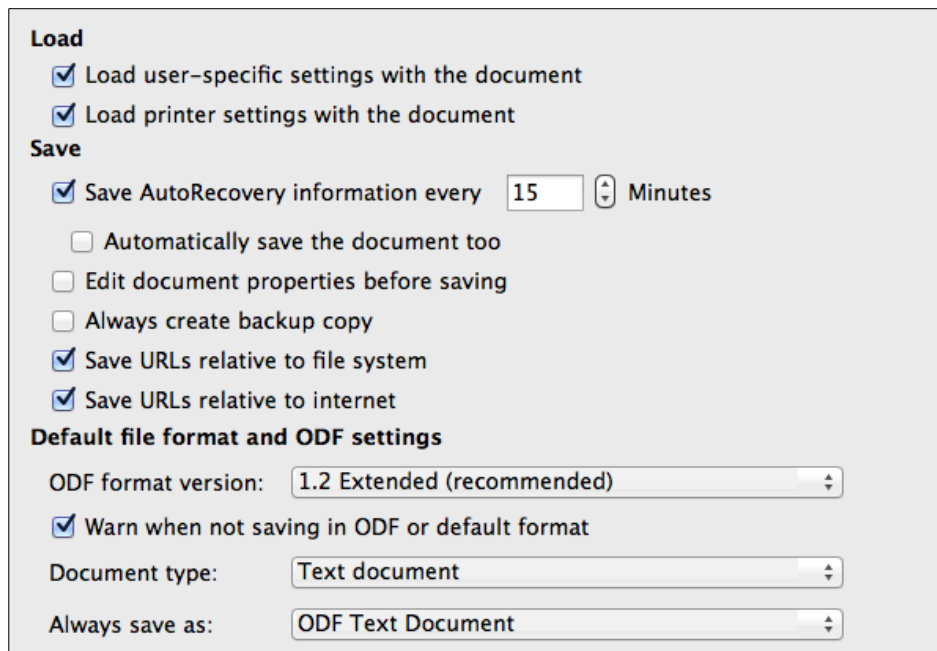 Load
Load user-specific settings with the document
Load printer settings with the document
Save
Save AutoRecovery information every 15 Minutes
Automatically save the document too
Edit document properties before saving
Always create backup copy
Save URLs relative to file system
Save URLs relative to internet
Default file format and ODF settings
ODF format version: 1.2 Extended (recommended)
Warn when not saving in ODF or default format
Document type: Text document
Always save as: ODF Text Document